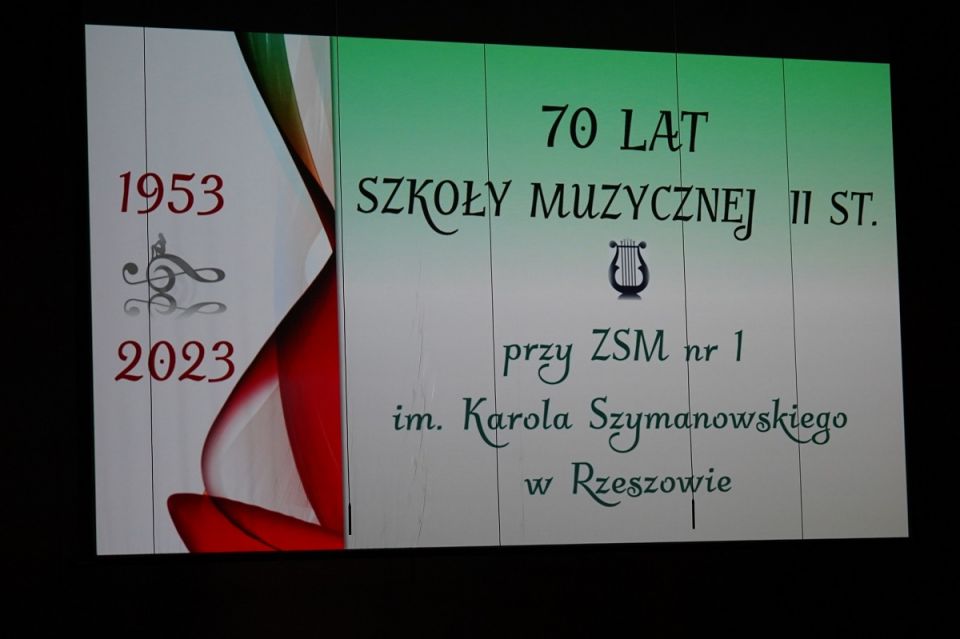 1953
2023
70 LAT
SZKOŁY MUZYCZNEJ II ST.
przy ZSM nr 1
im. Karola Szymanowskiego
w Rzeszowie